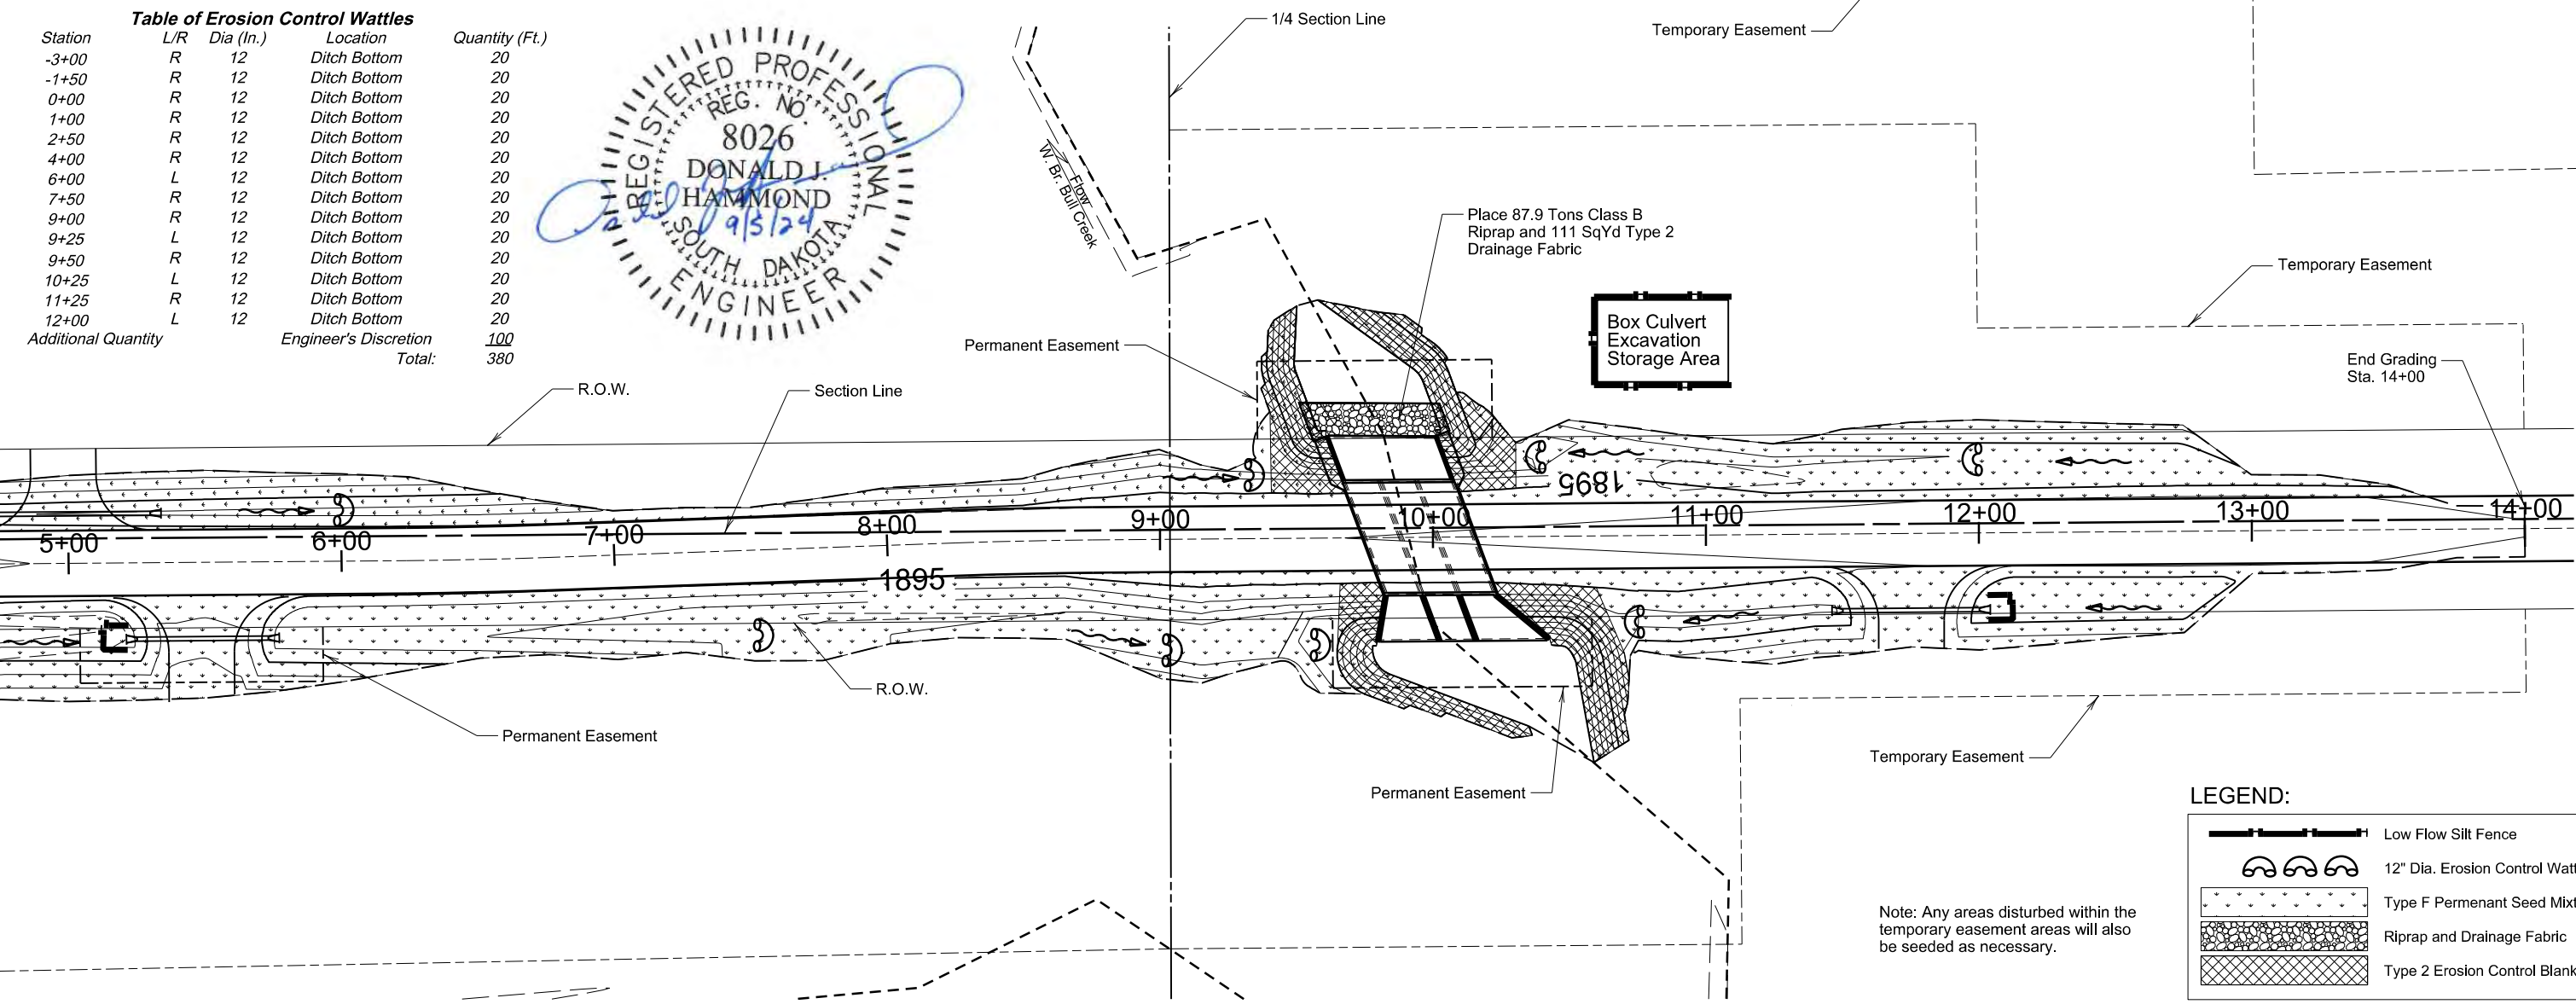 Table of Erosion Control Wattles
Station L/R Dia (In.) Location Quantity (Ft.)
-3+00 R 12 Ditch Bottom 20
-1+50 R 12 Ditch Bottom 20
0+00 R 12 Ditch Bottom 20
1+00 R 12 Ditch Bottom 20
2+50 R 12 Ditch Bottom 20
4+00 R 12 Ditch Bottom 20
6+00 L 12 Ditch Bottom 20
7+50 R 12 Ditch Bottom 20
9+00 R 12 Ditch Bottom 20
9+25 L 12 Ditch Bottom 20
9+50 R 12 Ditch Bottom 20
10+25 L 12 Ditch Bottom 20
11+25 R 12 Ditch Bottom 20
12+00 L 12 Ditch Bottom 20
Additional Quantity Engineer's Discretion 100
Total: 380
REGISTERED PROFESSIONAL
REG. NO.
8026
DONALD J.
HAMMOND
9/5/24
SOUTH DAKOTA
ENGINEER
1/4 Section Line
Temporary Easement
Flow
W. Br. Bull Creek
Place 87.9 Tons Class B
Riprap and 111 SqYd Type 2
Drainage Fabric
Temporary Easement
Box Culvert
Excavation
Storage Area
Permanent Easement
End Grading
Sta. 14+00
R.O.W.
Section Line
1895
5+00 6+00 7+00 8+00 9+00 10+00 11+00 12+00 13+00 14+00
1895
R.O.W.
Permanent Easement
Permanent Easement
Temporary Easement
Note: Any areas disturbed within the
temporary easement areas will also
be seeded as necessary.
LEGEND:
Low Flow Silt Fence
12" Dia. Erosion Control Watt
Type F Permenant Seed Mixt
Riprap and Drainage Fabric
Type 2 Erosion Control Blank